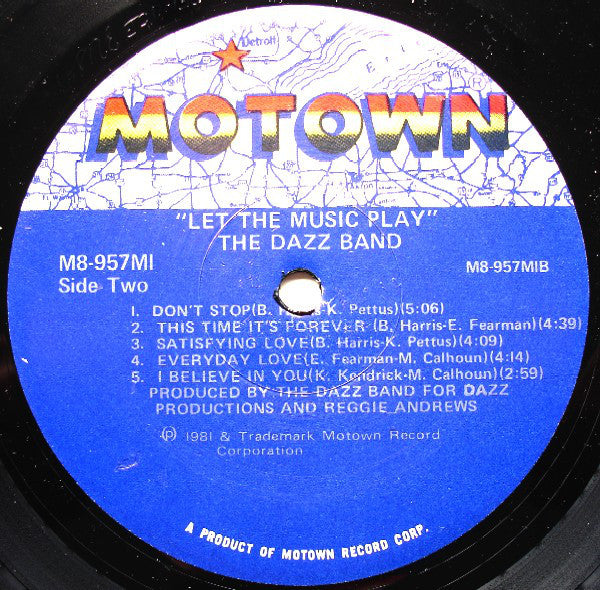 Detroit
MOTOWN
"LET THE MUSIC PLAY"
THE DAZZ BAND
M8-957MI
M8-957MIB
Side Two
1. DON'T STOP(B. Harris-K. Pettus)(5:06)
2. THIS TIME IT'S FOREVER (B. Harris-E. Fearman)(4:39)
3. SATISFYING LOVE(B. Harris-K. Pettus)(4:09)
4. EVERYDAY LOVE(E. Fearman-M. Calhoun)(4:14)
5. I BELIEVE IN YOU(K. Kendrick-M. Calhoun)(2:59)
PRODUCED BY THE DAZZ BAND FOR DAZZ
PRODUCTIONS AND REGGIE ANDREWS
℗ 1981 & Trademark Motown Record
Corporation
A PRODUCT OF MOTOWN RECORD CORP.